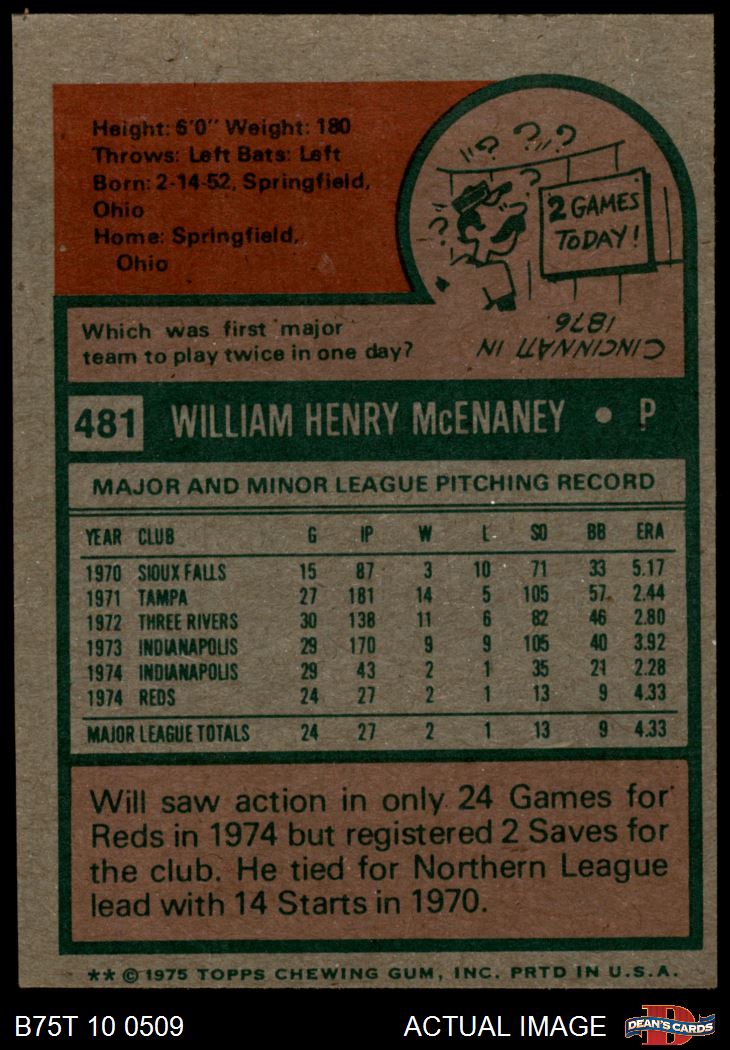 Height: 6'0" Weight: 180
Throws: Left Bats: Left
Born: 2-14-52, Springfield,
Ohio
Home: Springfield,
Ohio
? ? ? ? ?
2 GAMES
TODAY!
Which was first major
team to play twice in one day?
CINCINNATI IN
1876.
481 WILLIAM HENRY McENANEY • P
MAJOR AND MINOR LEAGUE PITCHING RECORD
YEAR CLUB G IP W L SO BB ERA
1970 SIOUX FALLS 15 87 3 10 71 33 5.17
1971 TAMPA 27 181 14 5 105 57 2.44
1972 THREE RIVERS 30 138 11 6 82 46 2.80
1973 INDIANAPOLIS 29 170 9 9 105 40 3.92
1974 INDIANAPOLIS 29 43 2 1 35 21 2.28
1974 REDS 24 27 2 1 13 9 4.33
MAJOR LEAGUE TOTALS 24 27 2 1 13 9 4.33
Will saw action in only 24 Games for
Reds in 1974 but registered 2 Saves for
the club. He tied for Northern League
lead with 14 Starts in 1970.
** © 1975 TOPPS CHEWING GUM, INC. PRTD IN U.S.A.
B75T 10 0509 ACTUAL IMAGE D DEAN'S CARDS